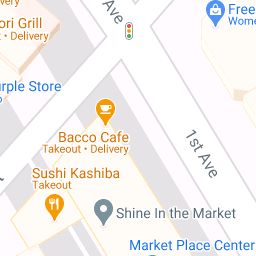 Ave
ori Grill
• Delivery
Free
Wome
urple Store
Bacco Cafe
Takeout • Delivery
1st Ave
Sushi Kashiba
Takeout
Shine In the Market
Market Place Center